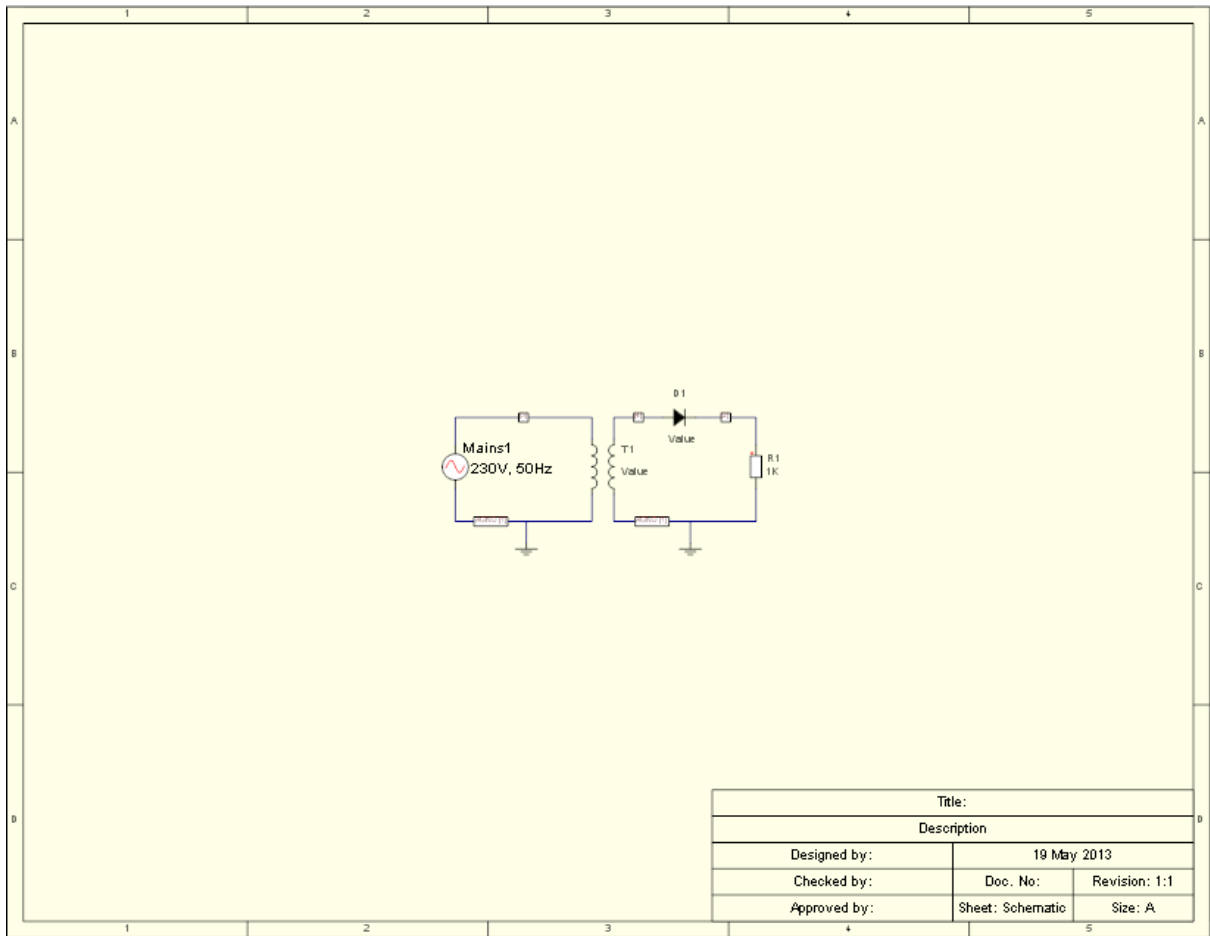 1 2 3 4 5
A A
B B
D1
Value
Mains1
230V, 50Hz
T1
Value
R1
1K
C C
D D
Title:
Description
Designed by: 19 May 2013
Checked by: Doc. No: Revision: 1:1
Approved by: Sheet: Schematic Size: A
1 2 3 4 5